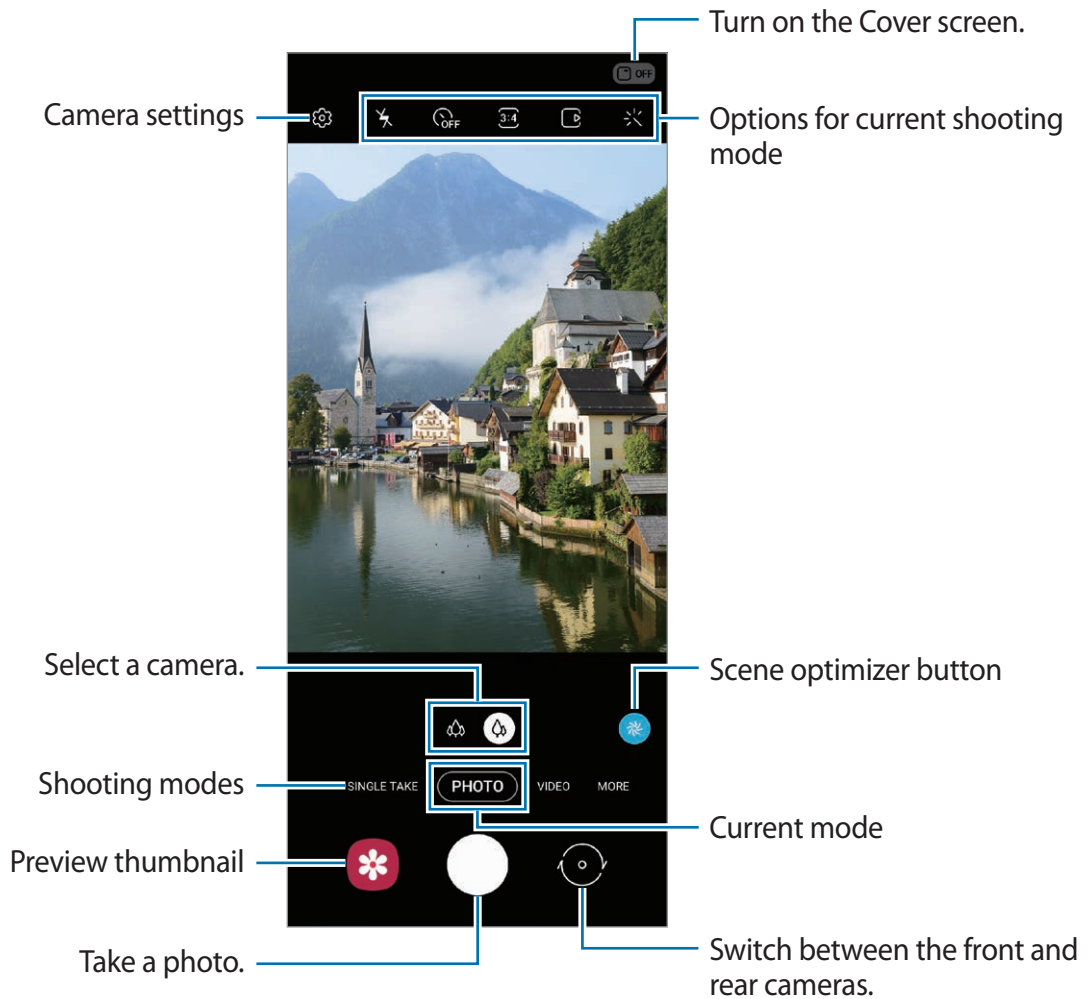 Turn on the Cover screen.
OFF
Camera settings
OFF
3:4
Options for current shooting
mode
Select a camera.
Scene optimizer button
Shooting modes
SINGLE TAKE
PHOTO
VIDEO
MORE
Current mode
Preview thumbnail
Take a photo.
Switch between the front and
rear cameras.